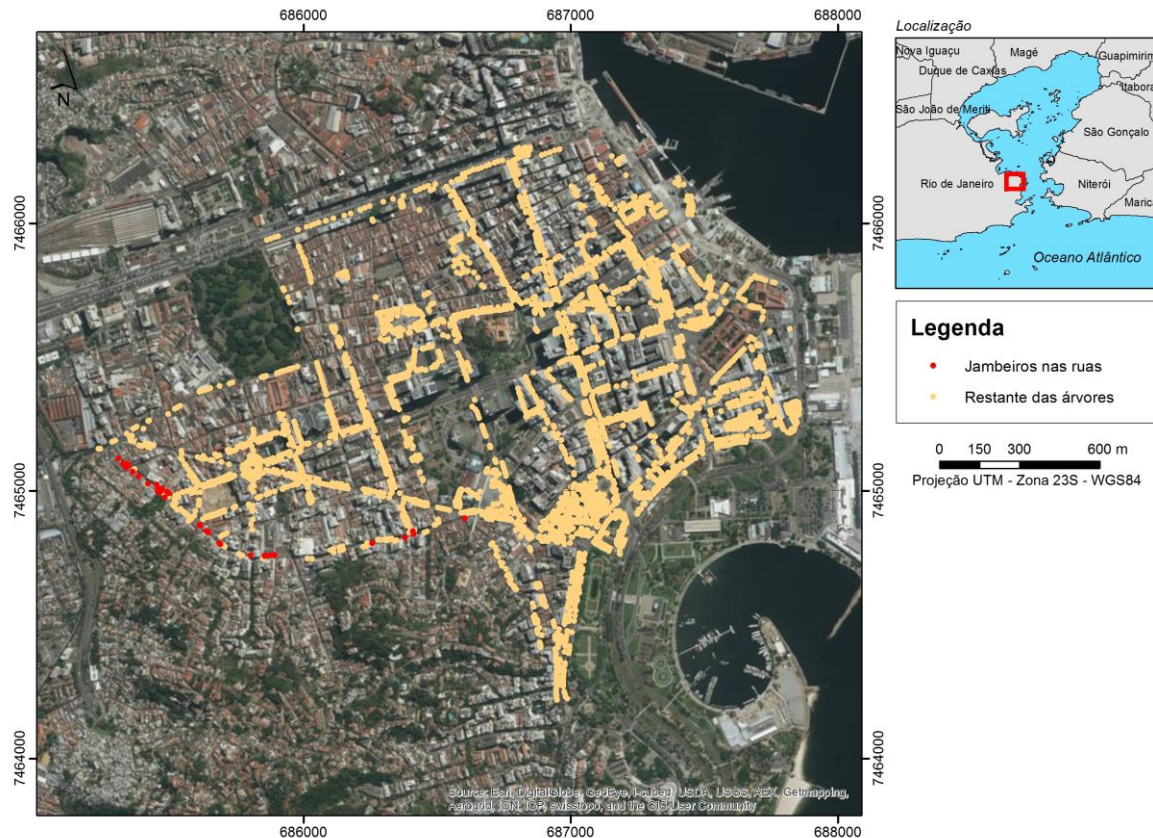 686000
687000
688000
Localização
Nova Iguaçu
Magé
Guapimirim
Duque de Caxias
Itabora
São João de Meriti
São Gonçalo
Rio de Janeiro
Niterói
Maricá
Oceano Atlântico
N
7466000
7466000
Legenda
Jambeiros nas ruas
Restante das árvores
0 150 300 600 m
Projeção UTM - Zona 23S - WGS84
7465000
7465000
7464000
7464000
Source: Esri, DigitalGlobe, GeoEye, i-cubed, USDA, USGS, AEX, Getmapping,
Aerogrid, IGN, IGP, swisstopo, and the GIS User Community
686000
687000
688000